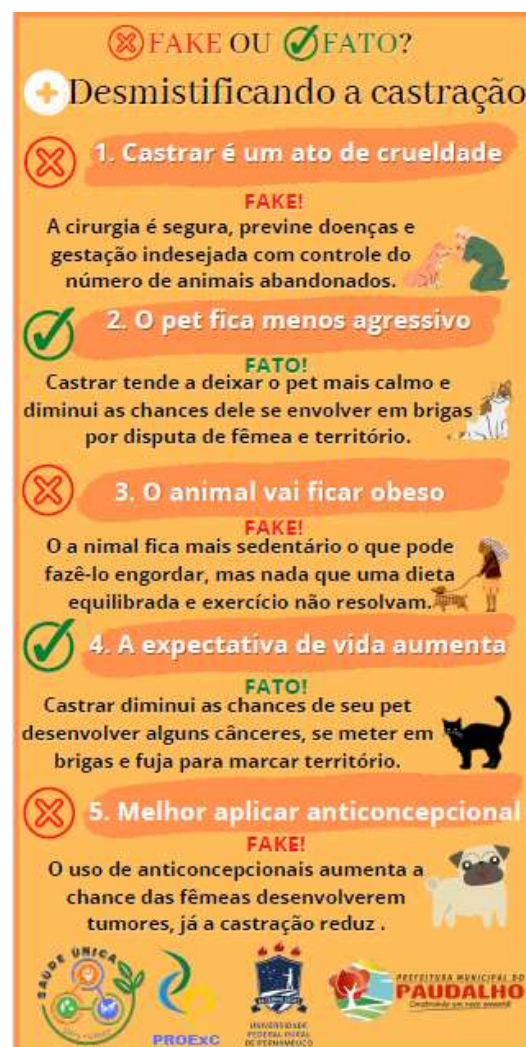 FAKE OU FATO?
Desmistificando a castração
1. Castrar é um ato de crueldade
FAKE!
A cirurgia é segura, previne doenças e
gestação indesejada com controle do
número de animais abandonados.
2. O pet fica menos agressivo
FATO!
Castrar tende a deixar o pet mais calmo e
diminui as chances dele se envolver em brigas
por disputa de fêmea e território.
3. O animal vai ficar obeso
FAKE!
O a nimal fica mais sedentário o que pode
fazê-lo engordar, mas nada que uma dieta
equilibrada e exercício não resolvam.
4. A expectativa de vida aumenta
FATO!
Castrar diminui as chances de seu pet
desenvolver alguns cânceres, se meter em
brigas e fuja para marcar território.
5. Melhor aplicar anticoncepcional
FAKE!
O uso de anticoncepcionais aumenta a
chance das fêmeas desenvolverem
tumores, já a castração reduz .
SAÚDE ÚNICA
PROExC
UNIVERSIDADE
FEDERAL RURAL
DE PERNAMBUCO
PREFEITURA MUNICIPAL DO
PAUDALHO